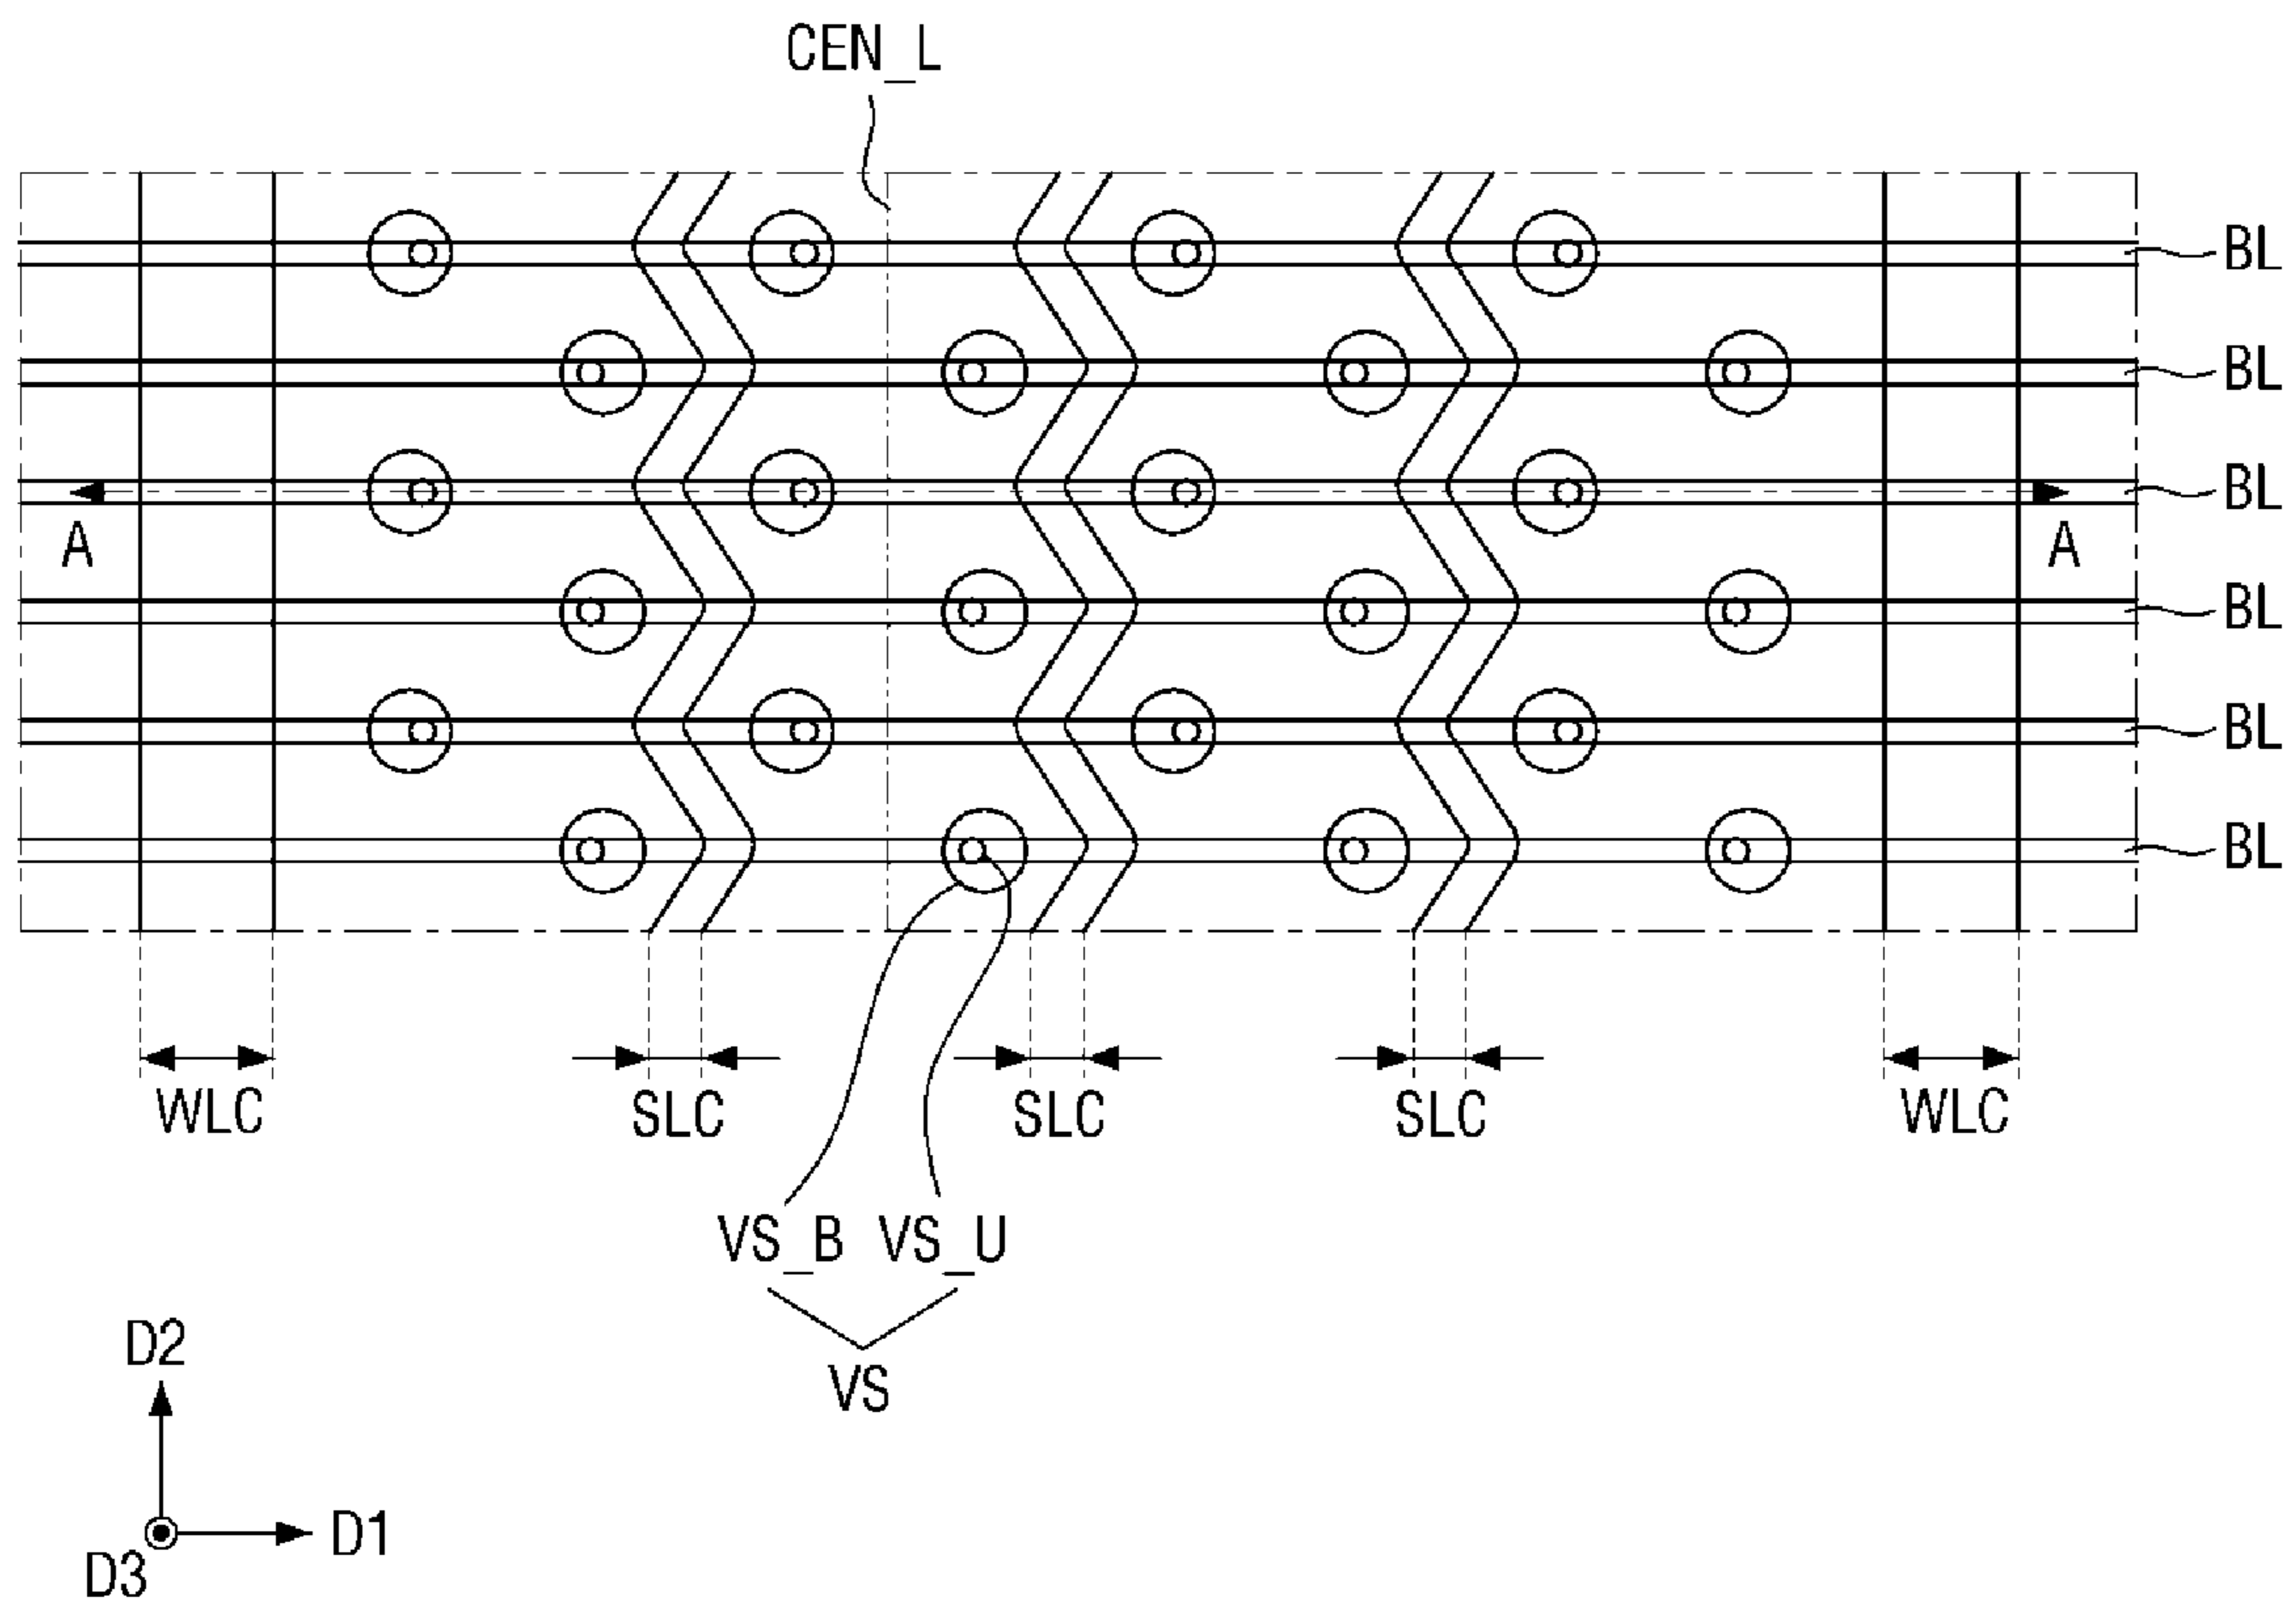 CEN_L
BL
BL
BL
A A
BL
BL
BL
WLC SLC SLC SLC WLC
VS_B VS_U
VS
D2
D1
D3